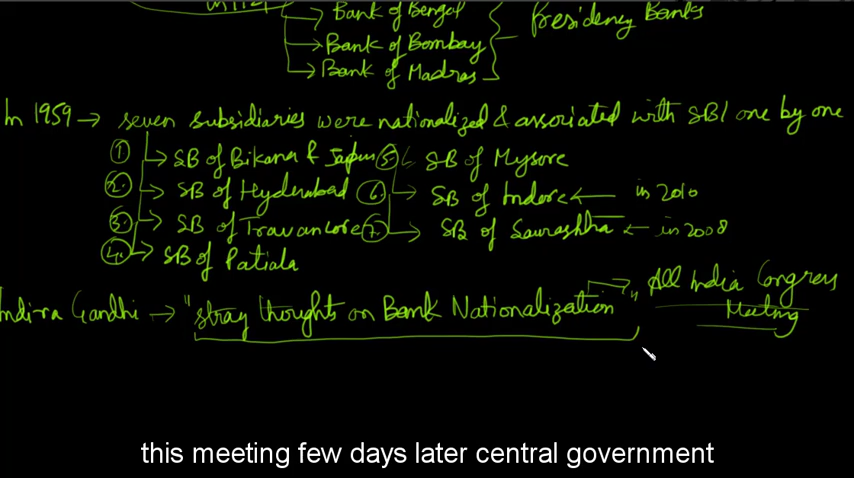 Bank of Bengal
Bank of Bombay
Bank of Madras
Presidency Banks
In 1959 → seven subsidiaries were nationalized & associated with SBI one by one
① SB of Bikana & Jaipur ⑤ SB of Mysore
② SB of Hyderabad ⑥ SB of Indore ← in 2010
③ SB of Travancore ⑦ SB of Saurashtra ← in 2008
④ SB of Patiala
Indira Gandhi → "stray thoughts on Bank Nationalization" → All India Congress
Meeting
this meeting few days later central government